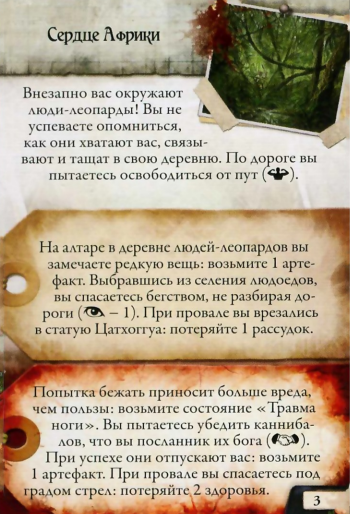 Сердце Африки
Внезапно вас окружают
люди-леопарды! Вы не
успеваете опомниться,
как они хватают вас, связы-
вают и тащат в свою деревню. По дороге вы
пытаетесь освободиться от пут ( ).
На алтаре в деревне людей-леопардов вы
замечаете редкую вещь: возьмите 1 арте-
факт. Выбравшись из селения людоедов,
вы спасаетесь бегством, не разбирая до-
роги ( – 1). При провале вы врезались
в статую Цатхоггуа: потеряйте 1 рассудок.
Попытка бежать приносит больше вреда,
чем пользы: возьмите состояние «Травма
ноги». Вы пытаетесь убедить канниба-
лов, что вы посланник их бога ( ).
При успехе они отпускают вас: возьмите
1 артефакт. При провале вы спасаетесь под
градом стрел: потеряйте 2 здоровья.
3